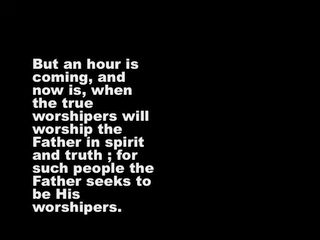 But an hour is
coming, and
now is, when
the true
worshipers will
worship the
Father in spirit
and truth ; for
such people the
Father seeks to
be His
worshipers.